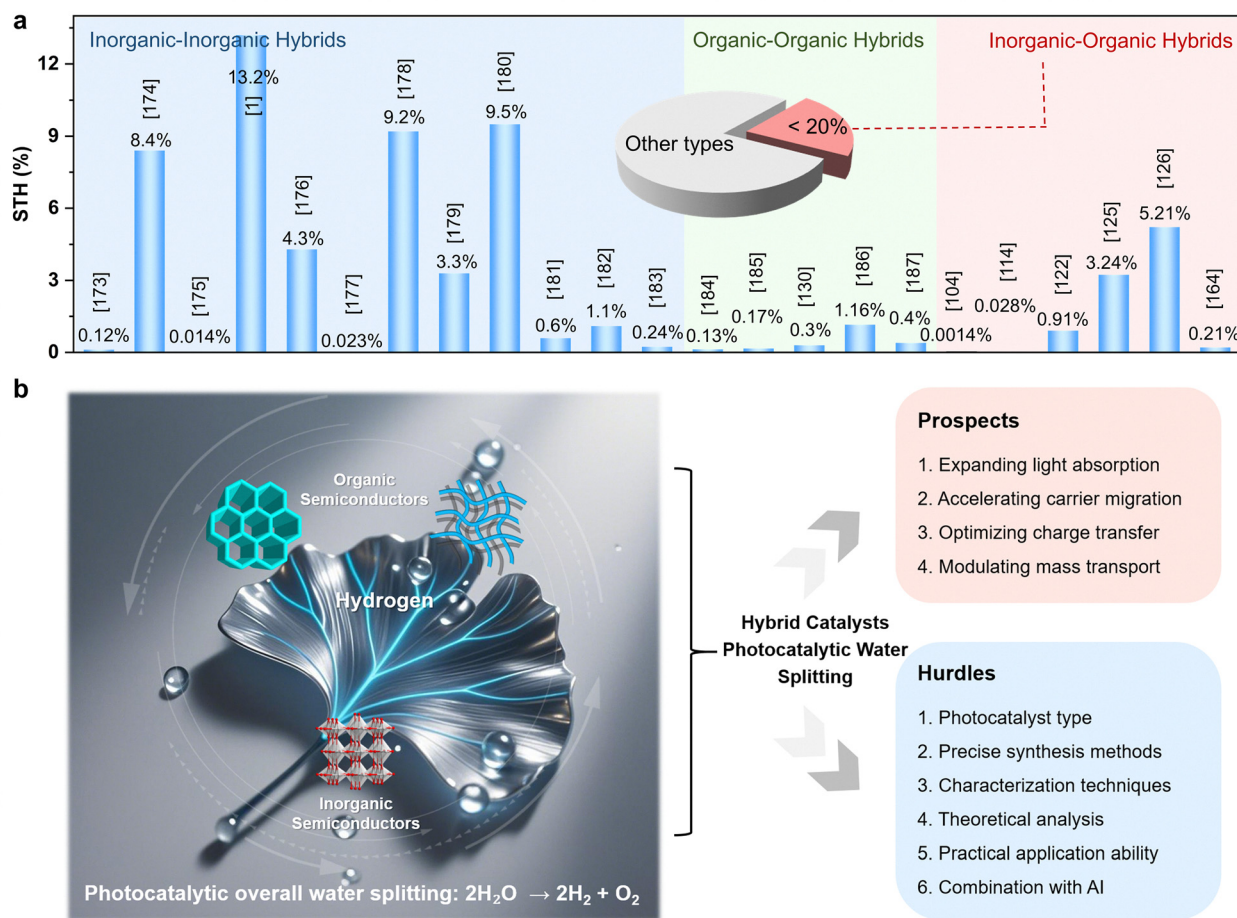 a
Inorganic-Inorganic Hybrids
Organic-Organic Hybrids
Inorganic-Organic Hybrids
STH (%)
12
9
6
3
0
[173]
0.12%
[174]
8.4%
[175]
0.014%
13.2%
[1]
[176]
4.3%
[177]
0.023%
[178]
9.2%
[179]
3.3%
[180]
9.5%
[181]
0.6%
[182]
1.1%
[183]
0.24%
[184]
0.13%
[185]
0.17%
[130]
0.3%
[186]
1.16%
[187]
0.4%
[104]
0.0014%
[114]
0.028%
[122]
0.91%
[125]
3.24%
[126]
5.21%
[164]
0.21%
Other types
< 20%
b
Organic
Semiconductors
Hydrogen
Inorganic
Semiconductors
Photocatalytic overall water splitting: 2H₂O → 2H₂ + O₂
Hybrid Catalysts
Photocatalytic Water
Splitting
Prospects
1. Expanding light absorption
2. Accelerating carrier migration
3. Optimizing charge transfer
4. Modulating mass transport
Hurdles
1. Photocatalyst type
2. Precise synthesis methods
3. Characterization techniques
4. Theoretical analysis
5. Practical application ability
6. Combination with AI